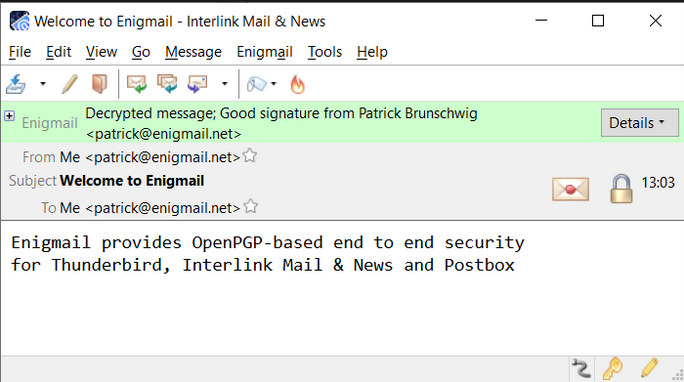 Welcome to Enigmail - Interlink Mail & News
File Edit View Go Message Enigmail Tools Help
Enigmail Decrypted message; Good signature from Patrick Brunschwig
<patrick@enigmail.net>
Details
From Me <patrick@enigmail.net>
Subject Welcome to Enigmail
13:03
To Me <patrick@enigmail.net>
Enigmail provides OpenPGP-based end to end security
for Thunderbird, Interlink Mail & News and Postbox